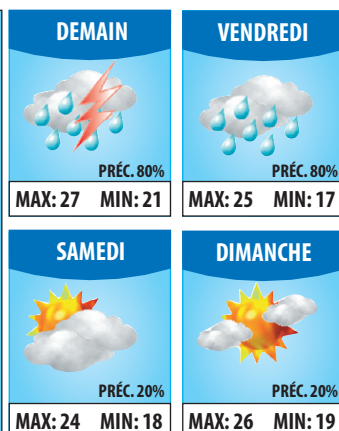 DEMAIN
PRÉC. 80%
MAX: 27 MIN: 21
VENDREDI
PRÉC. 80%
MAX: 25 MIN: 17
SAMEDI
PRÉC. 20%
MAX: 24 MIN: 18
DIMANCHE
PRÉC. 20%
MAX: 26 MIN: 19